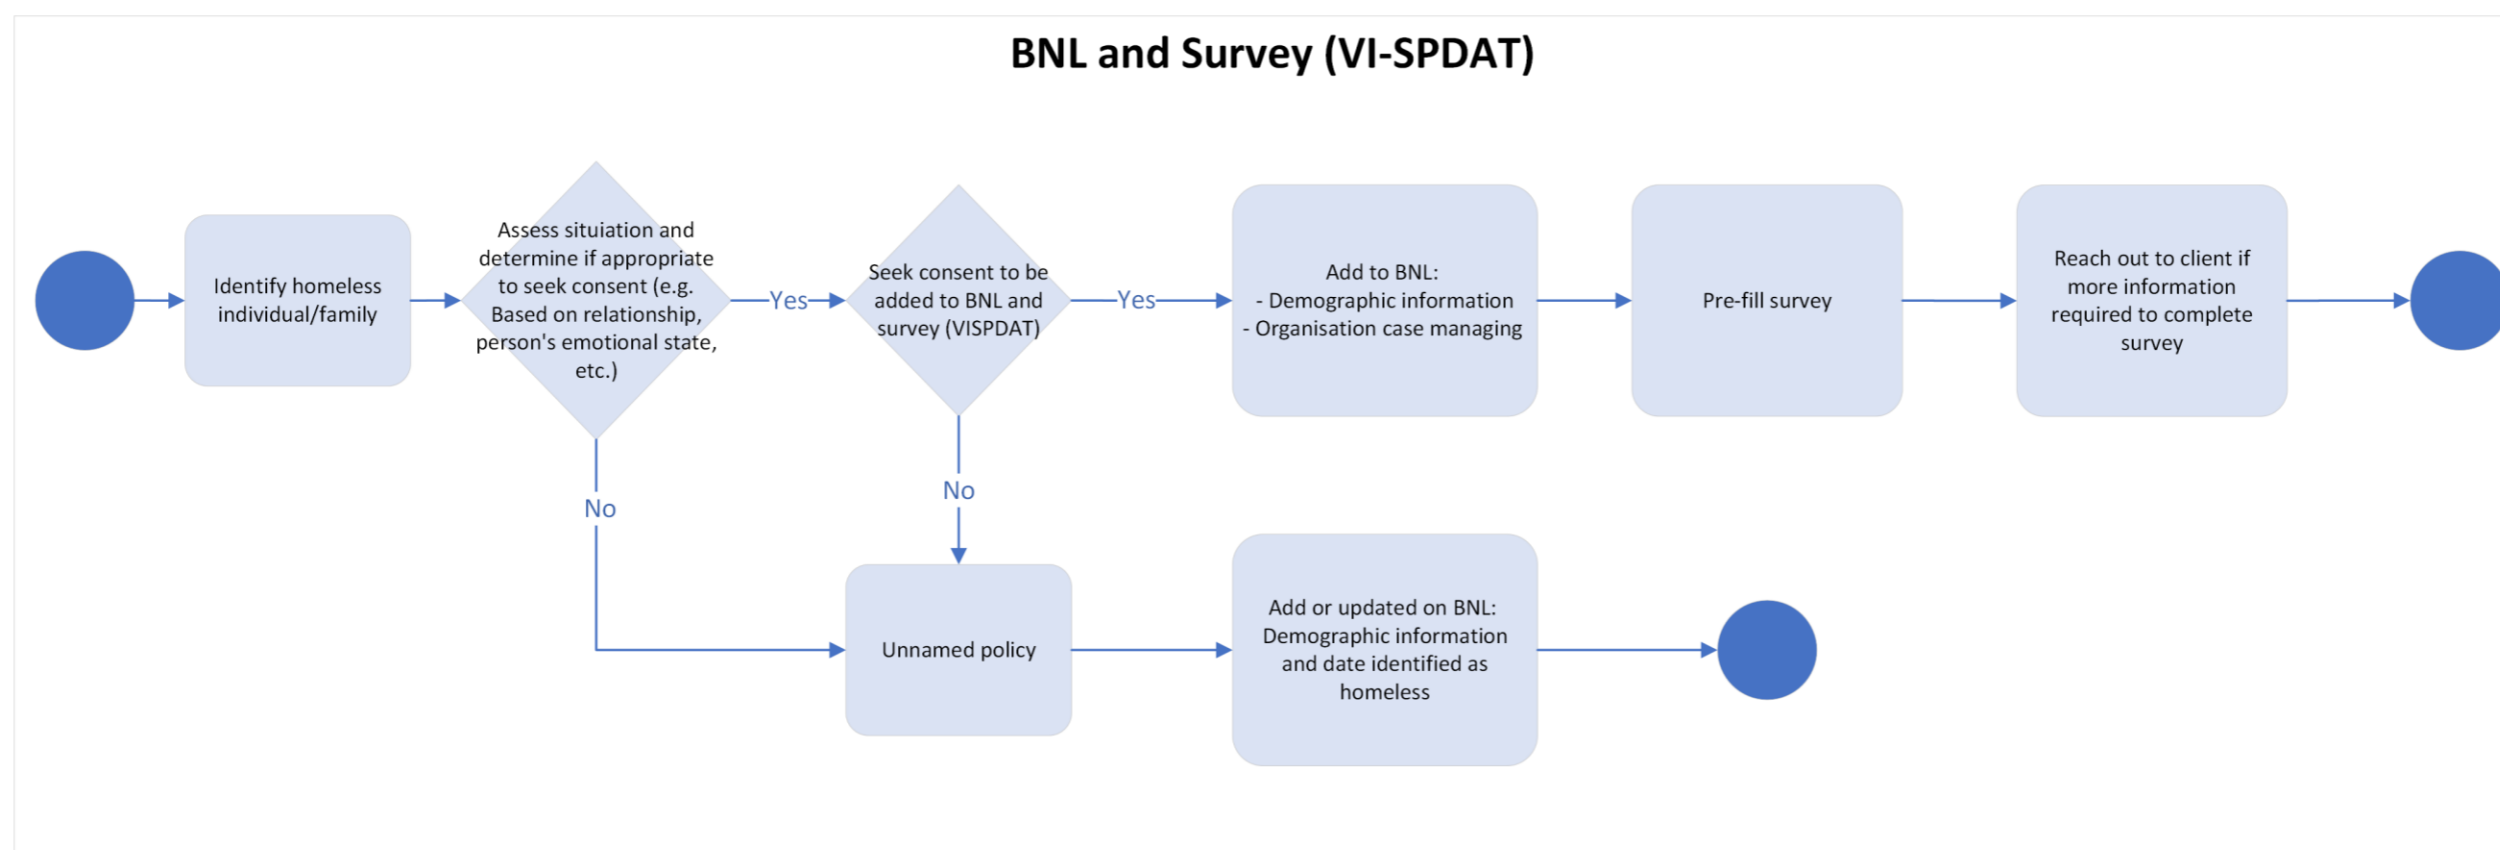 BNL and Survey (VI-SPDAT)
Identify homeless
individual/family
Assess situiation and
determine if appropriate
to seek consent (e.g.
Based on relationship,
person's emotional state,
etc.)
Yes
Seek consent to be
added to BNL and
survey (VISPDAT)
Yes
Add to BNL:
- Demographic information
- Organisation case managing
Pre-fill survey
Reach out to client if
more information
required to complete
survey
No
No
Unnamed policy
Add or updated on BNL:
Demographic information
and date identified as
homeless